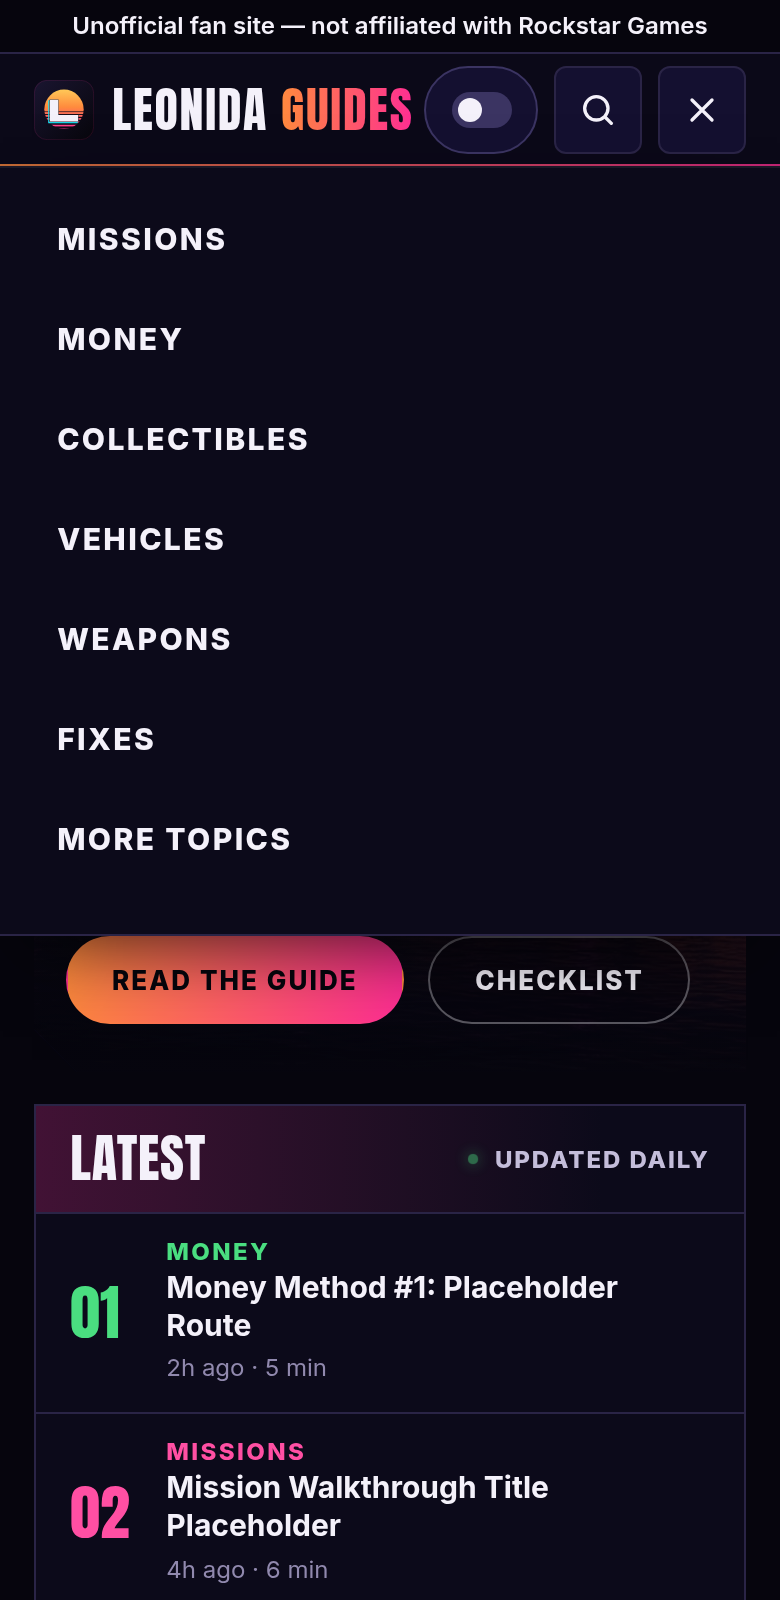 Unofficial fan site — not affiliated with Rockstar Games
LEONIDA GUIDES
MISSIONS
MONEY
COLLECTIBLES
VEHICLES
WEAPONS
FIXES
MORE TOPICS
READ THE GUIDE
CHECKLIST
LATEST
UPDATED DAILY
01
MONEY
Money Method #1: Placeholder
Route
2h ago · 5 min
02
MISSIONS
Mission Walkthrough Title
Placeholder
4h ago · 6 min